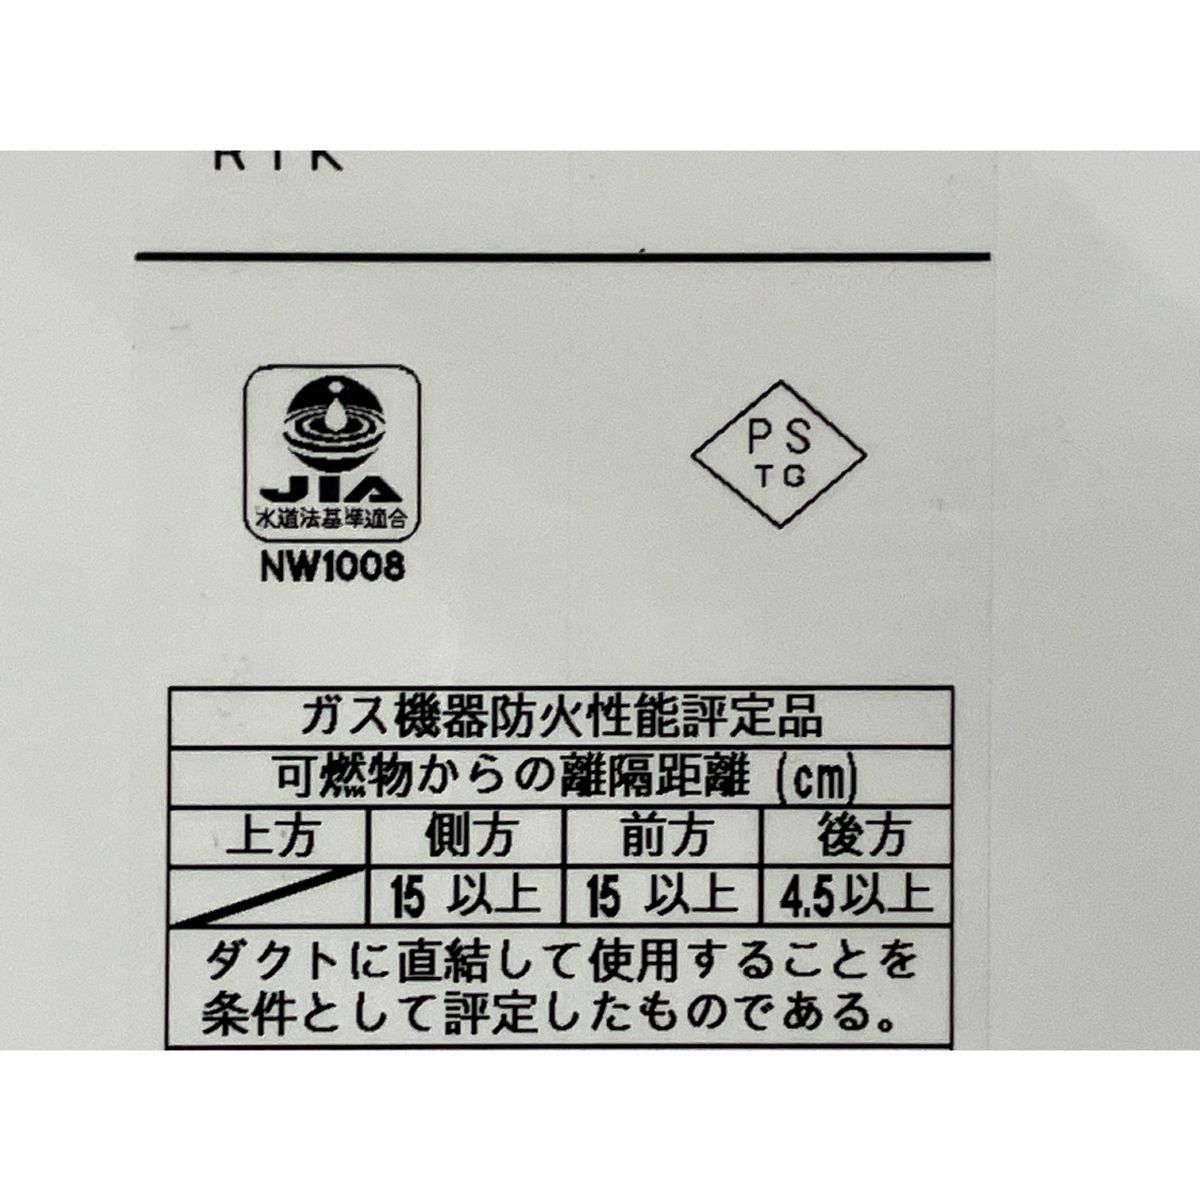 RTK
JIA
水道法基準適合
NW1008
PS
TG
ガス機器防火性能評定品
可燃物からの離隔距離 (cm)
上方 側方 前方 後方
15 以上 15 以上 4.5以上
ダクトに直結して使用することを
条件として評定したものである。